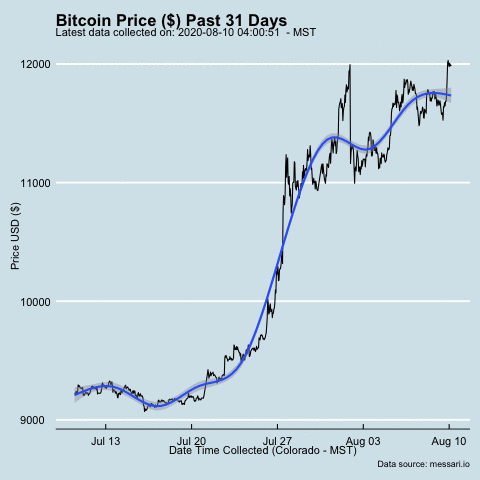 Bitcoin Price ($) Past 31 Days
Latest data collected on: 2020-08-10 04:00:51  - MST
12000
11000
10000
9000
Price USD ($)
Jul 13
Jul 20
Jul 27
Aug 03
Aug 10
Date Time Collected (Colorado - MST)
Data source: messari.io